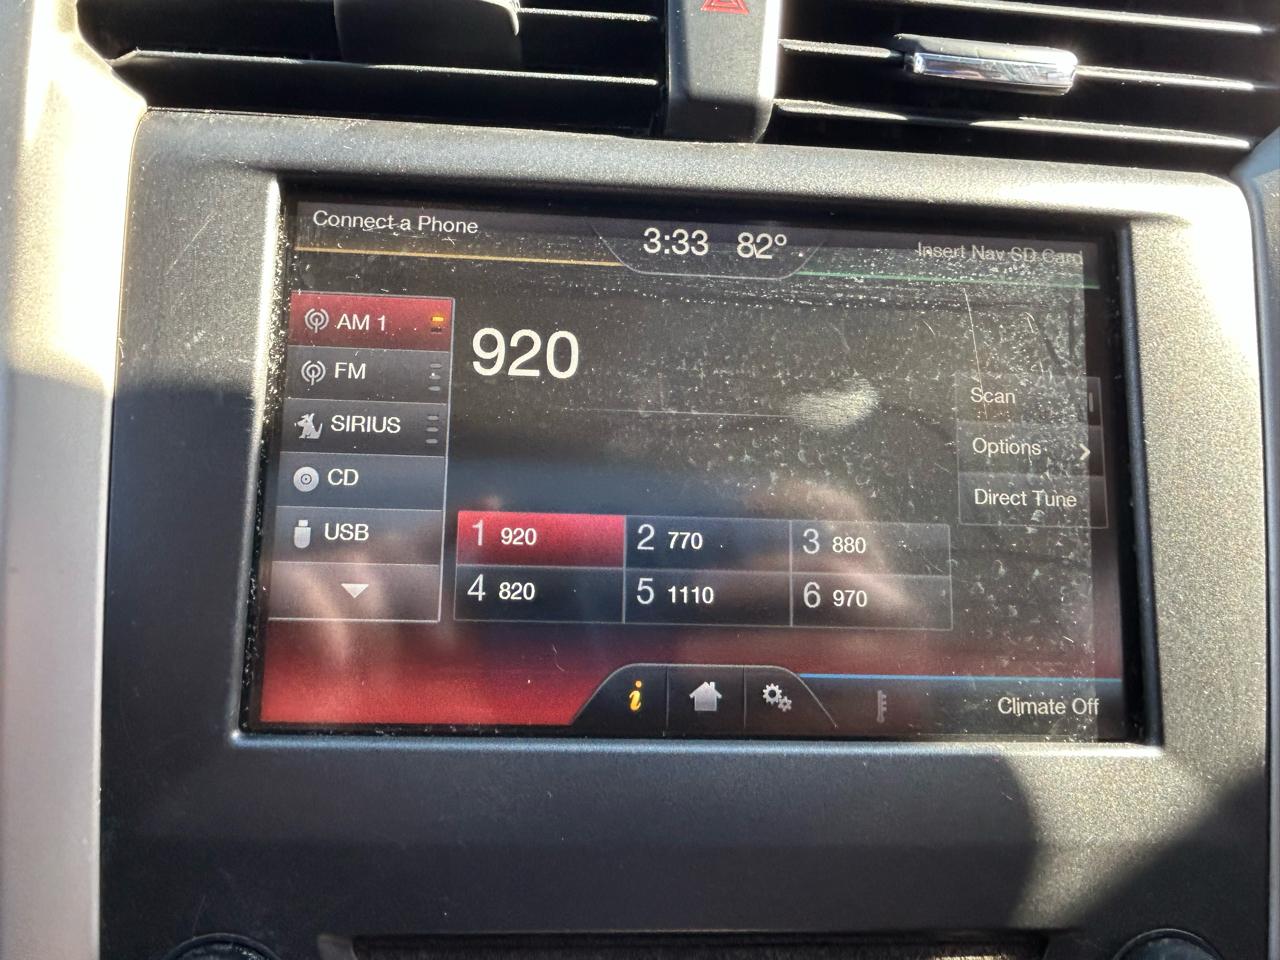 Connect a Phone
3:33 82°
Insert Nav SD Card
AM 1
FM
SIRIUS
CD
USB
920
Scan
Options
Direct Tune
1 920
2 770
3 880
4 820
5 1110
6 970
i
Climate Off